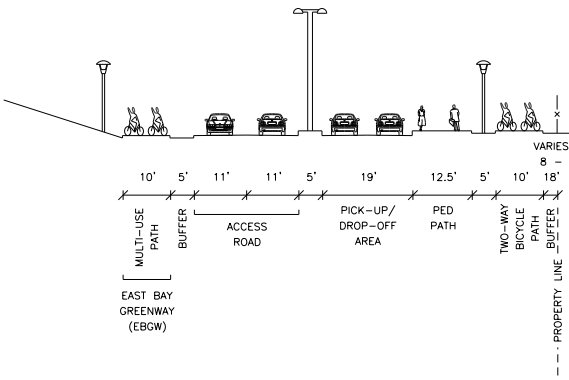 ×
VARIES
8 -
10' 5' 11' 11' 5' 19' 12.5' 5' 10' 18'
MULTI-USE
PATH
BUFFER
ACCESS
ROAD
PICK-UP/
DROP-OFF
AREA
PED
PATH
TWO-WAY
BICYCLE
PATH
BUFFER
PROPERTY LINE
EAST BAY
GREENWAY
(EBGW)